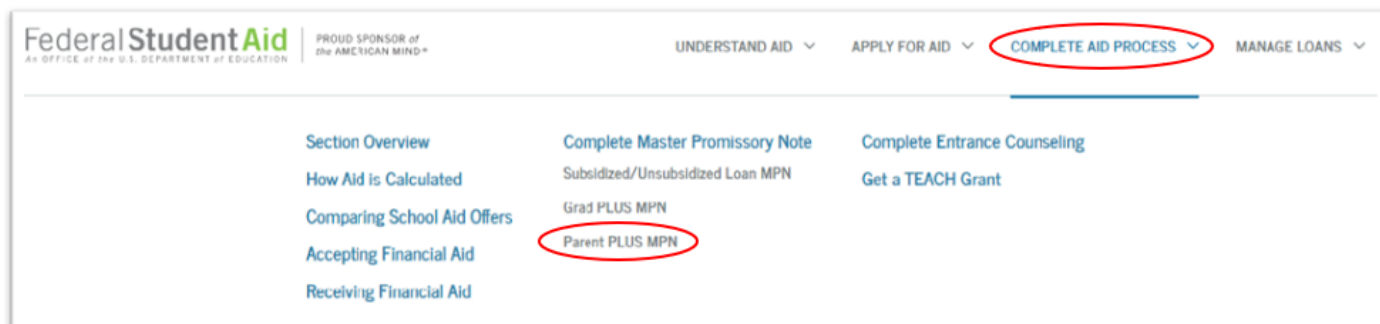 Federal Student Aid
An OFFICE of the U.S. DEPARTMENT of EDUCATION
PROUD SPONSOR of
the AMERICAN MIND®
UNDERSTAND AID
APPLY FOR AID
COMPLETE AID PROCESS
MANAGE LOANS
Section Overview
How Aid is Calculated
Comparing School Aid Offers
Accepting Financial Aid
Receiving Financial Aid
Complete Master Promissory Note
Subsidized/Unsubsidized Loan MPN
Grad PLUS MPN
Parent PLUS MPN
Complete Entrance Counseling
Get a TEACH Grant